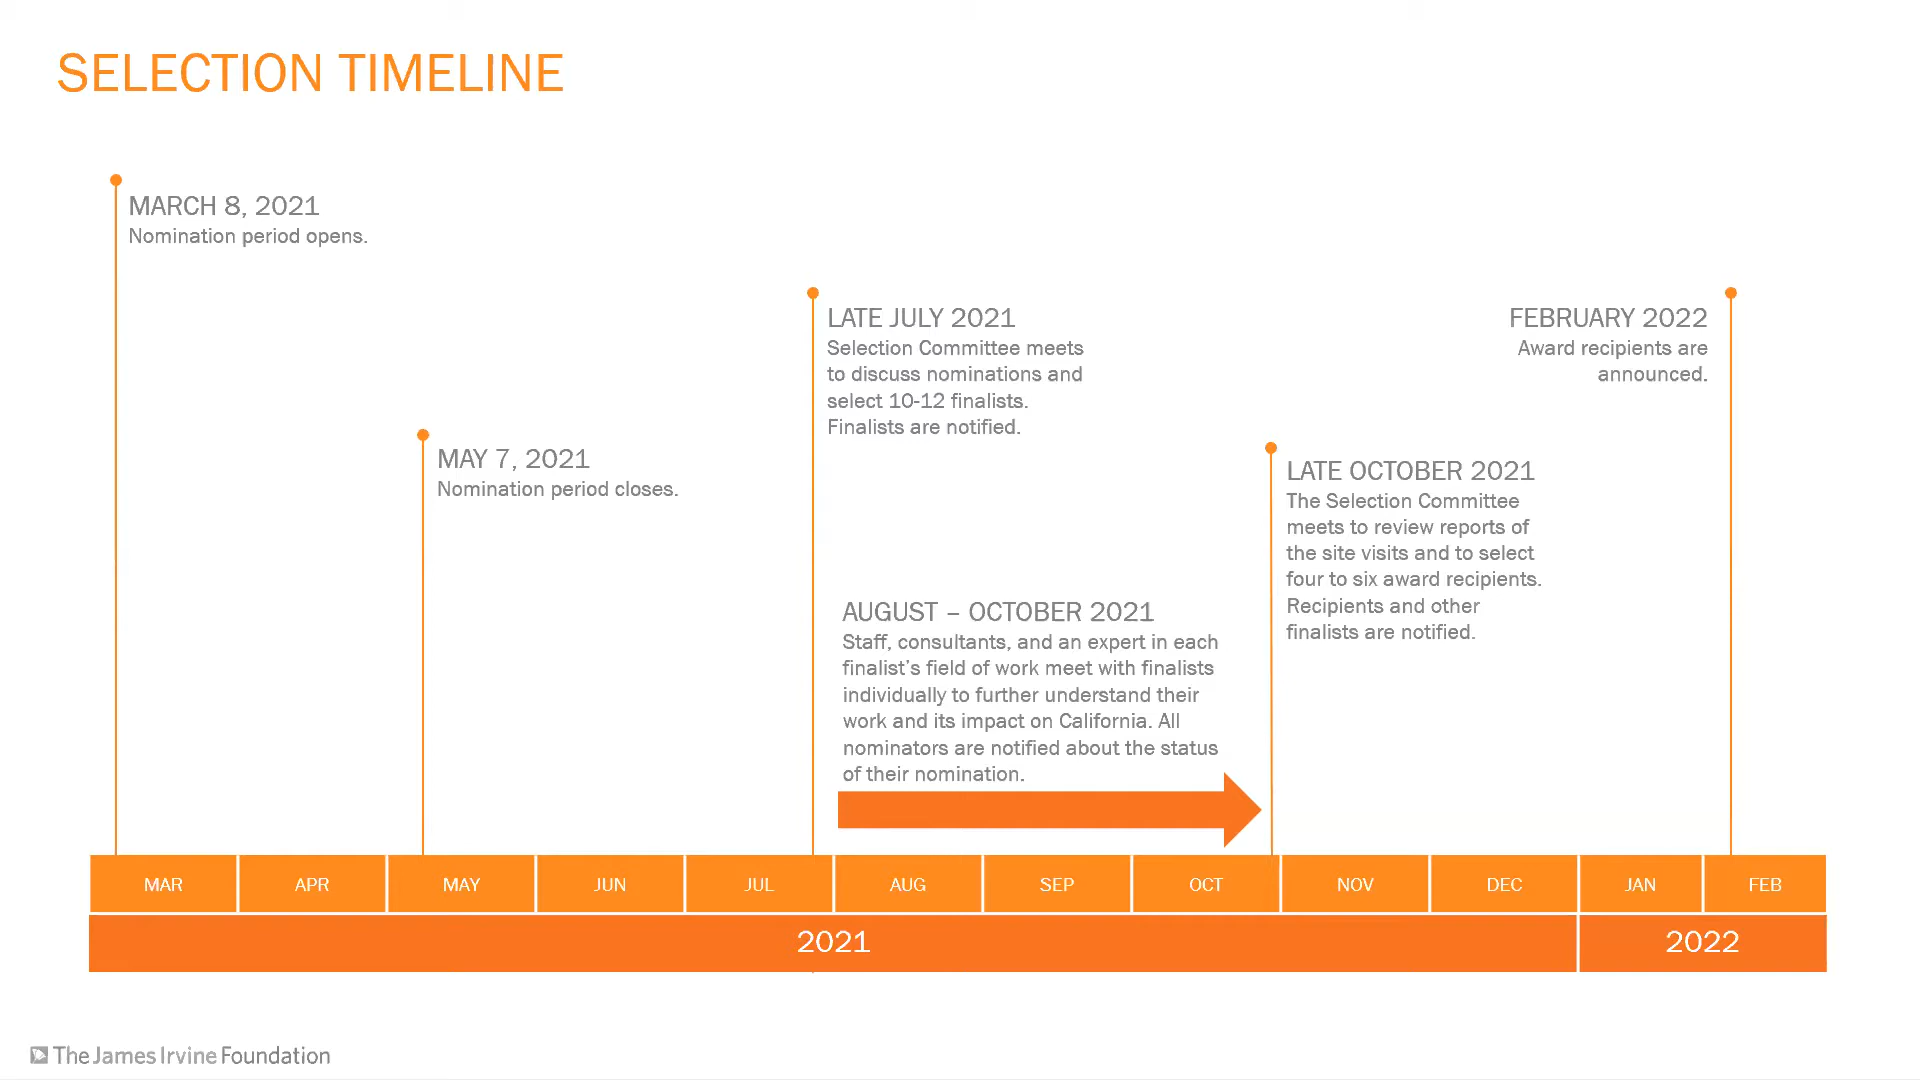 SELECTION TIMELINE
MARCH 8, 2021
Nomination period opens.
MAY 7, 2021
Nomination period closes.
LATE JULY 2021
Selection Committee meets
to discuss nominations and
select 10-12 finalists.
Finalists are notified.
AUGUST – OCTOBER 2021
Staff, consultants, and an expert in each
finalist’s field of work meet with finalists
individually to further understand their
work and its impact on California. All
nominators are notified about the status
of their nomination.
LATE OCTOBER 2021
The Selection Committee
meets to review reports of
the site visits and to select
four to six award recipients.
Recipients and other
finalists are notified.
FEBRUARY 2022
Award recipients are
announced.
MAR APR MAY JUN JUL AUG SEP OCT NOV DEC JAN FEB
2021 2022
The James Irvine Foundation